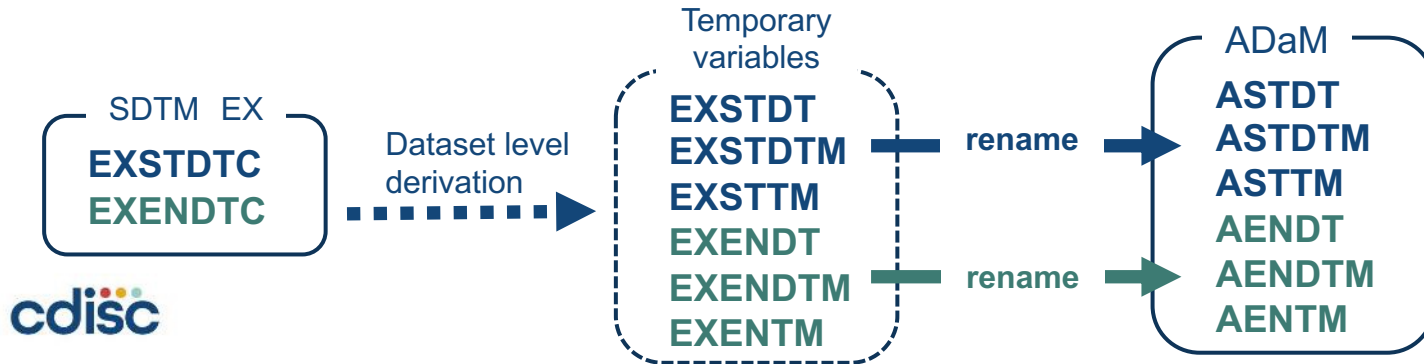 SDTM EX
EXSTDTC
EXENDTC
Dataset level
derivation
Temporary
variables
EXSTDT
EXSTDTM
EXSTTM
EXENDT
EXENDTM
EXENTM
rename
rename
ADaM
ASTDT
ASTDTM
ASTTM
AENDT
AENDTM
AENTM
cdisc